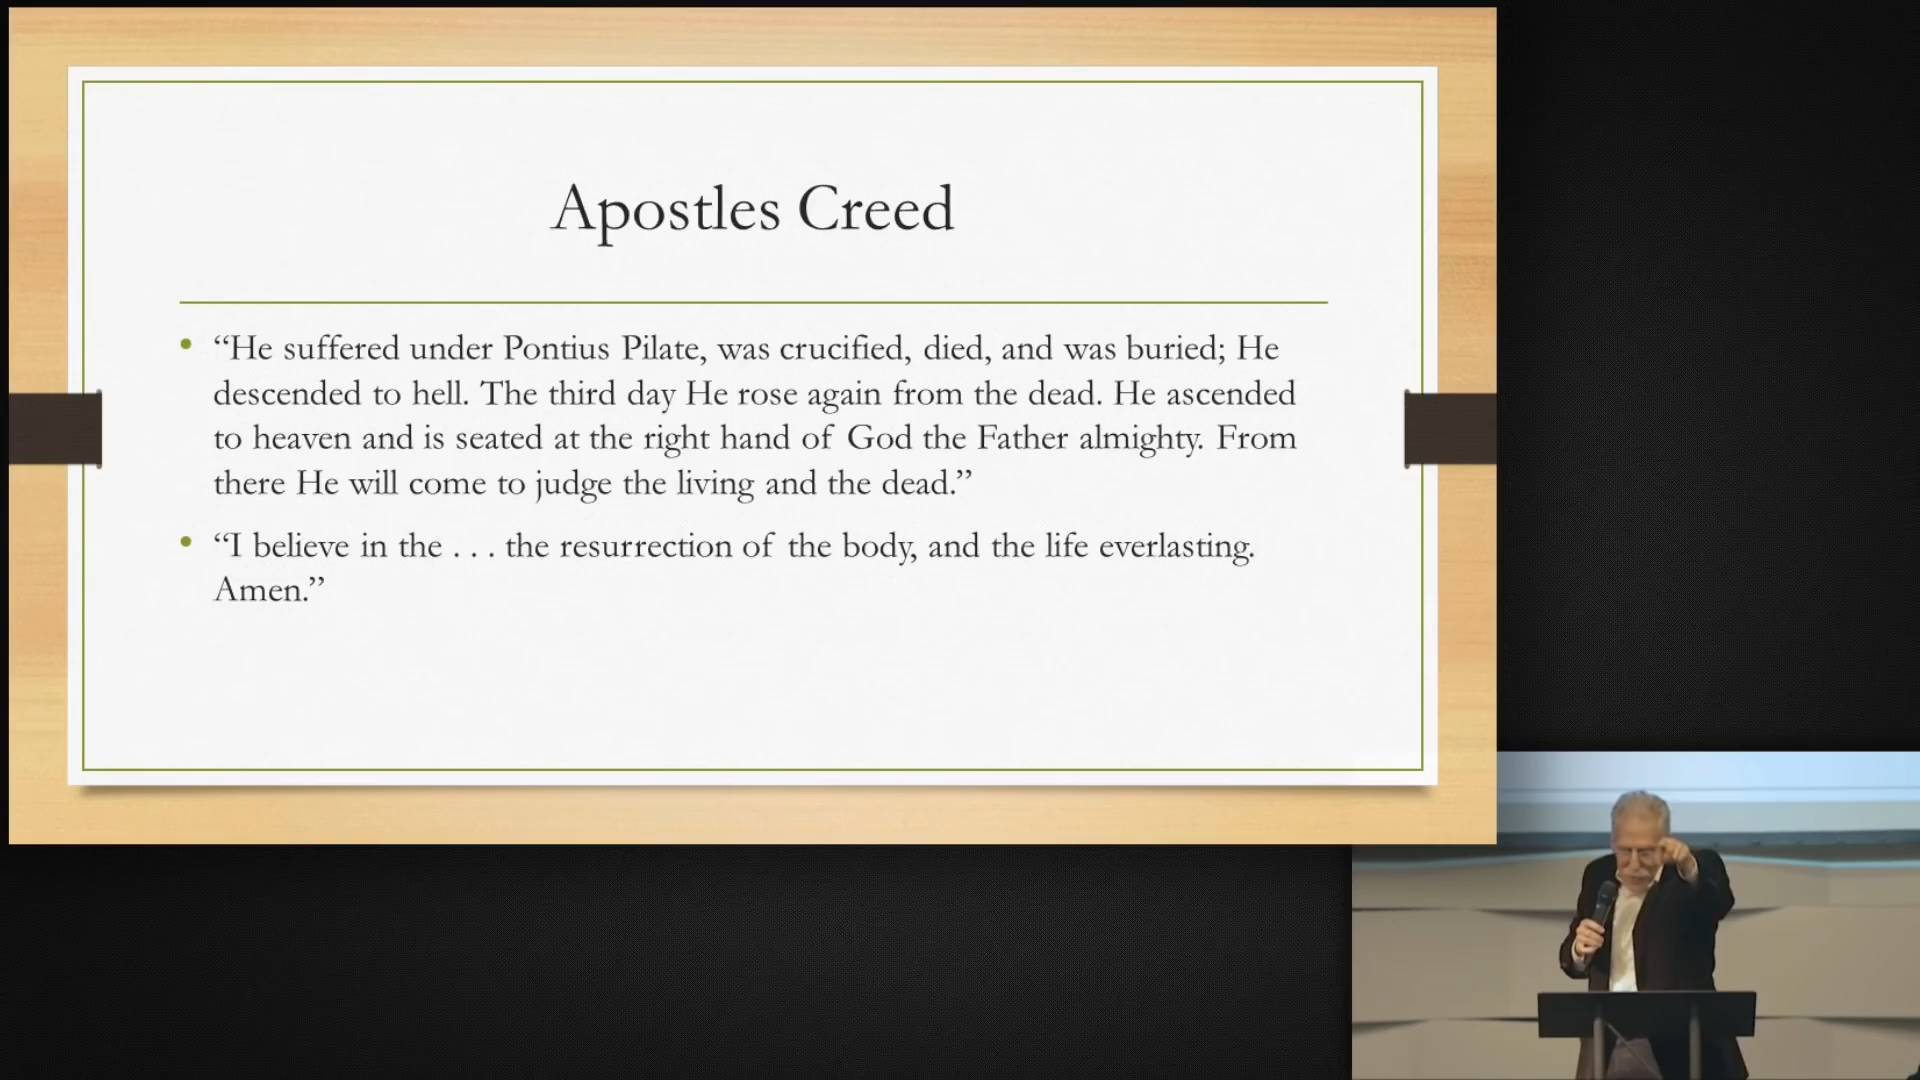 Apostles Creed
• “He suffered under Pontius Pilate, was crucified, died, and was buried; He
descended to hell. The third day He rose again from the dead. He ascended
to heaven and is seated at the right hand of God the Father almighty. From
there He will come to judge the living and the dead.”
• “I believe in the . . . the resurrection of the body, and the life everlasting.
Amen.”